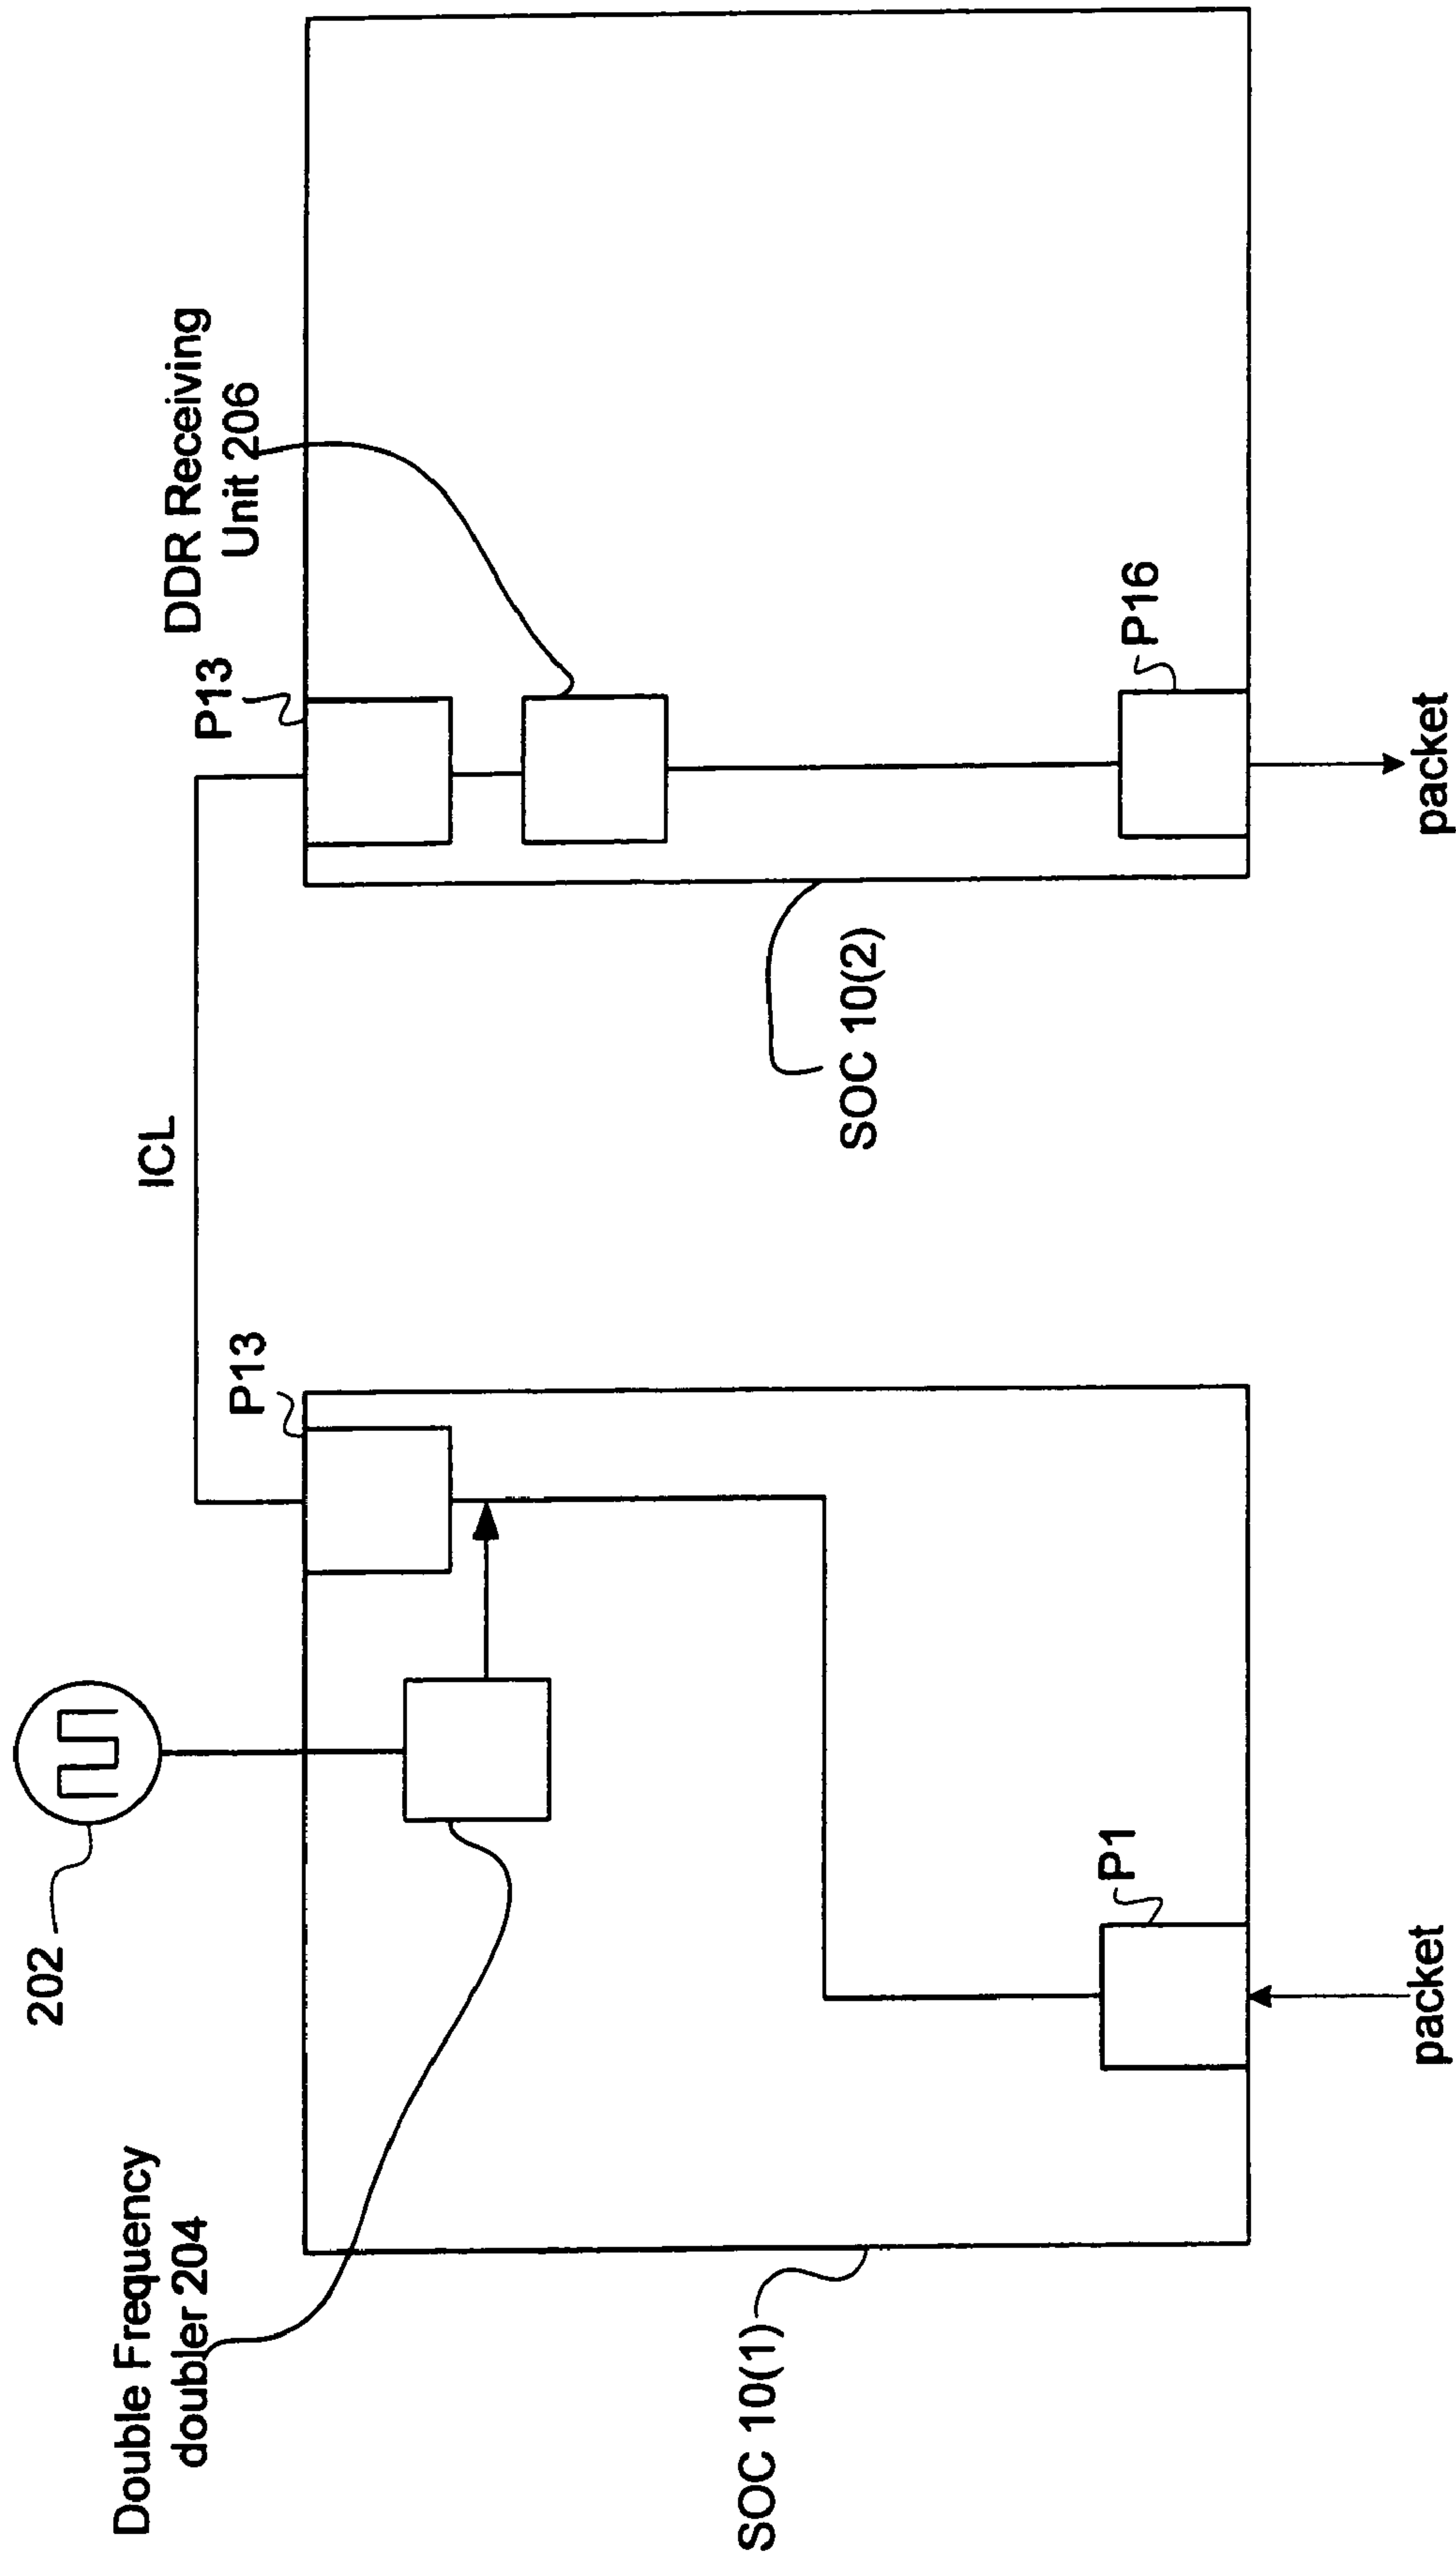 202
Double Frequency
doubler 204
P13
ICL
P13
DDR Receiving
Unit 206
SOC 10(1)
P1
packet
SOC 10(2)
P16
packet